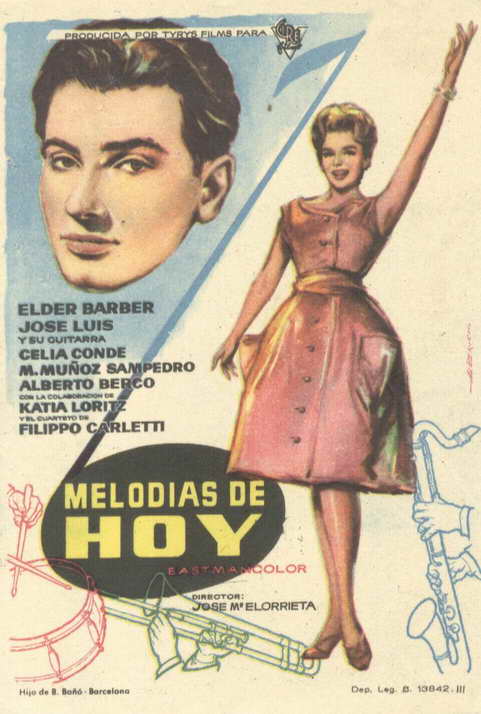 PRODUCIDA POR TYRYS FILMS PARA
ELDER BARBER
JOSE LUIS
Y SU GUITARRA
CELIA CONDE
M. MUÑOZ SAMPEDRO
ALBERTO BERCO
CON LA COLABORACION DE
KATIA LORITZ
Y EL CUARTETO DE
FILIPPO CARLETTI
MELODIAS DE
HOY
EASTMANCOLOR
DIRECTOR:
JOSE Mª ELORRIETA
Hijo de B. Bañó - Barcelona
Dep. Leg. B. 13842.III